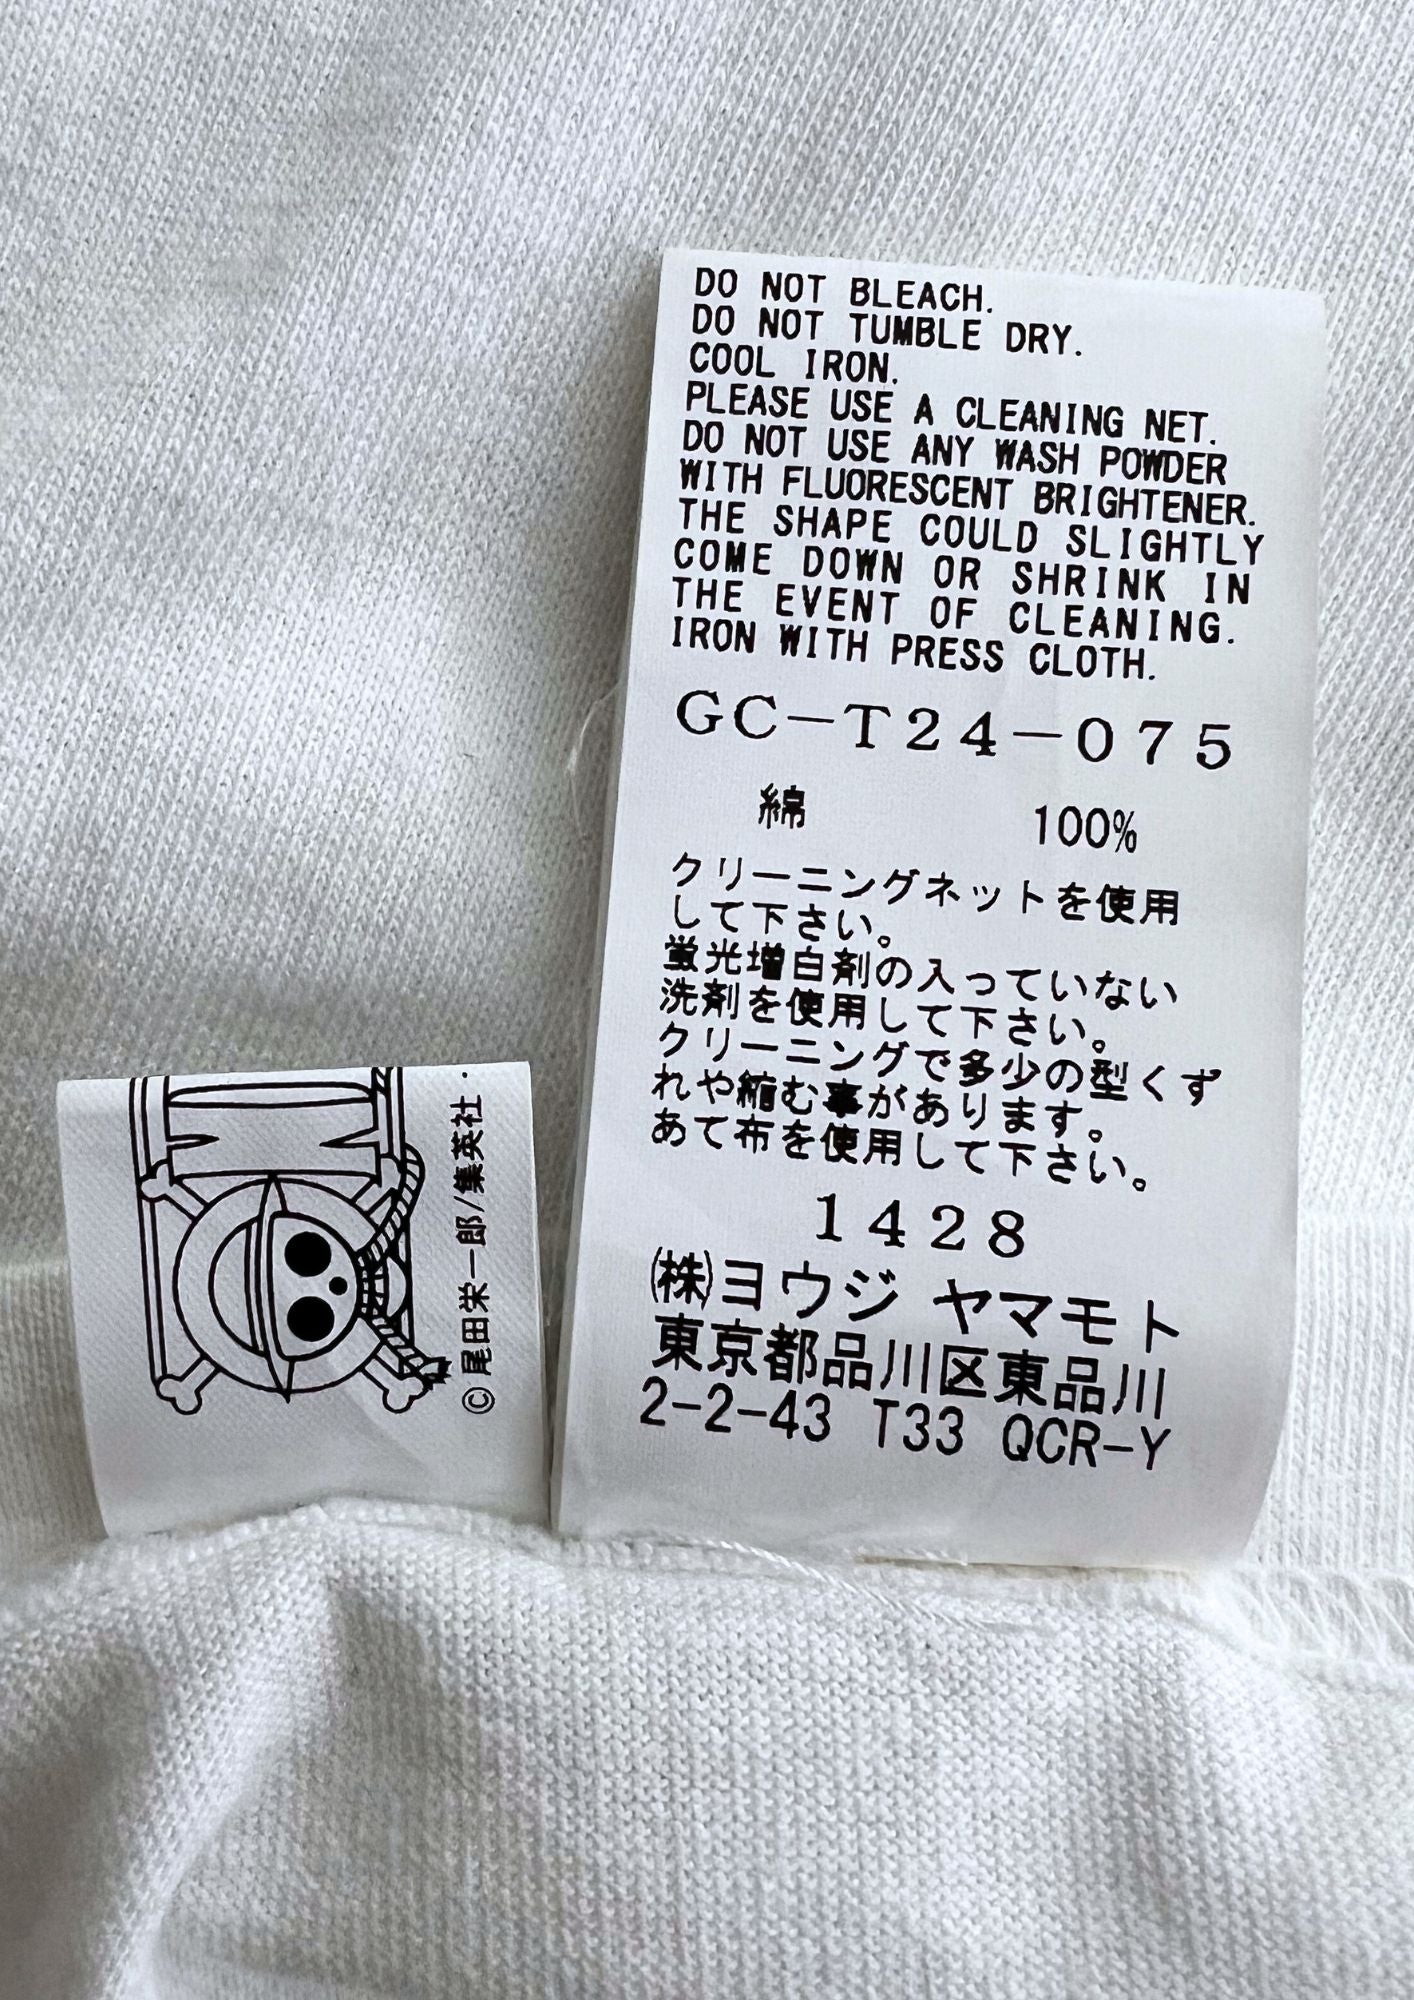 DO NOT BLEACH.
DO NOT TUMBLE DRY.
COOL IRON.
PLEASE USE A CLEANING NET.
DO NOT USE ANY WASH POWDER
WITH FLUORESCENT BRIGHTENER.
THE SHAPE COULD SLIGHTLY
COME DOWN OR SHRINK IN
THE EVENT OF CLEANING.
IRON WITH PRESS CLOTH.
GC-T24-075
綿 100%
クリーニングネットを使用
して下さい。
蛍光増白剤の入っていない
洗剤を使用して下さい。
クリーニングで多少の型くず
れや縮む事があります。
あて布を使用して下さい。
1428
㈱ヨウジ ヤマモト
東京都品川区東品川
2-2-43 T33 QCR-Y
©尾田栄一郎/集英社・